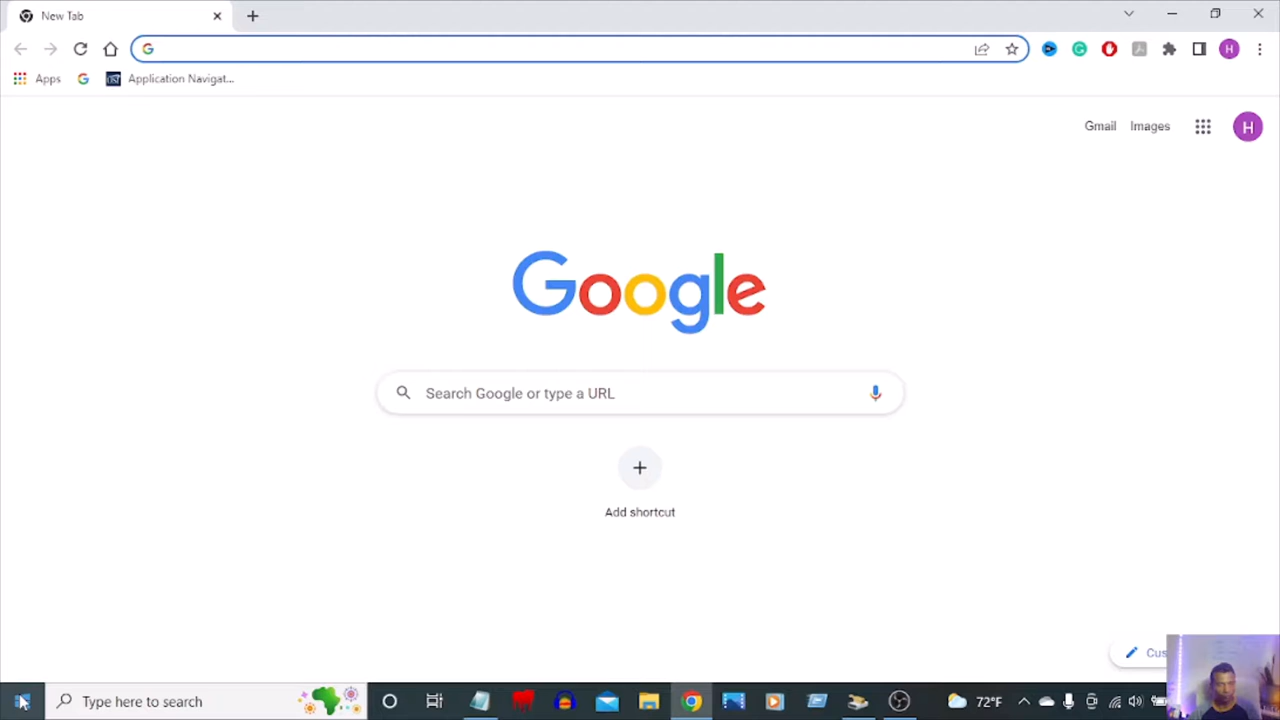 New Tab
Apps
Application Navigat...
Gmail
Images
H
Google
Search Google or type a URL
Add shortcut
Cus
Type here to search
72°F